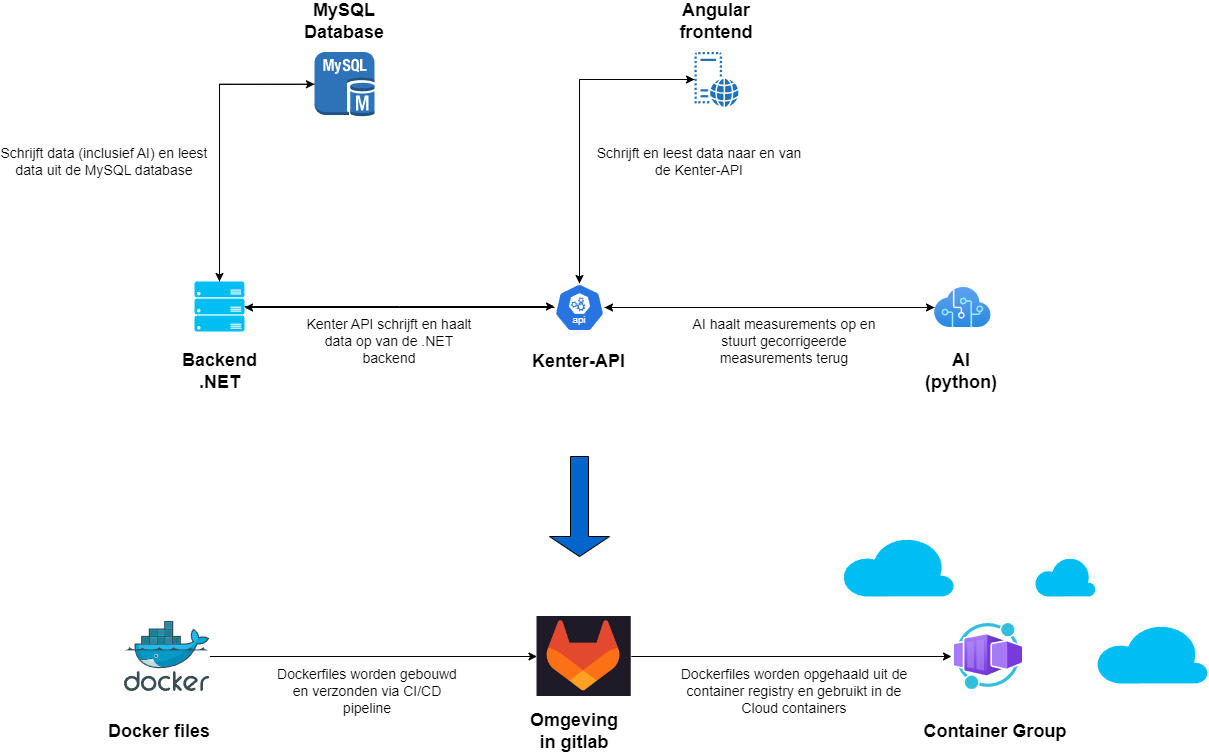 MySQL
Database
MySQL
M
Angular
frontend
Schrijft data (inclusief AI) en leest
data uit de MySQL database
Schrijft en leest data naar en van
de Kenter-API
api
Kenter API schrijft en haalt
data op van de .NET
backend
AI haalt measurements op en
stuurt gecorrigeerde
measurements terug
Backend
.NET
Kenter-API
AI
(python)
docker
Dockerfiles worden gebouwd
en verzonden via CI/CD
pipeline
Dockerfiles worden opgehaald uit de
container registry en gebruikt in de
Cloud containers
Docker files
Omgeving
in gitlab
Container Group